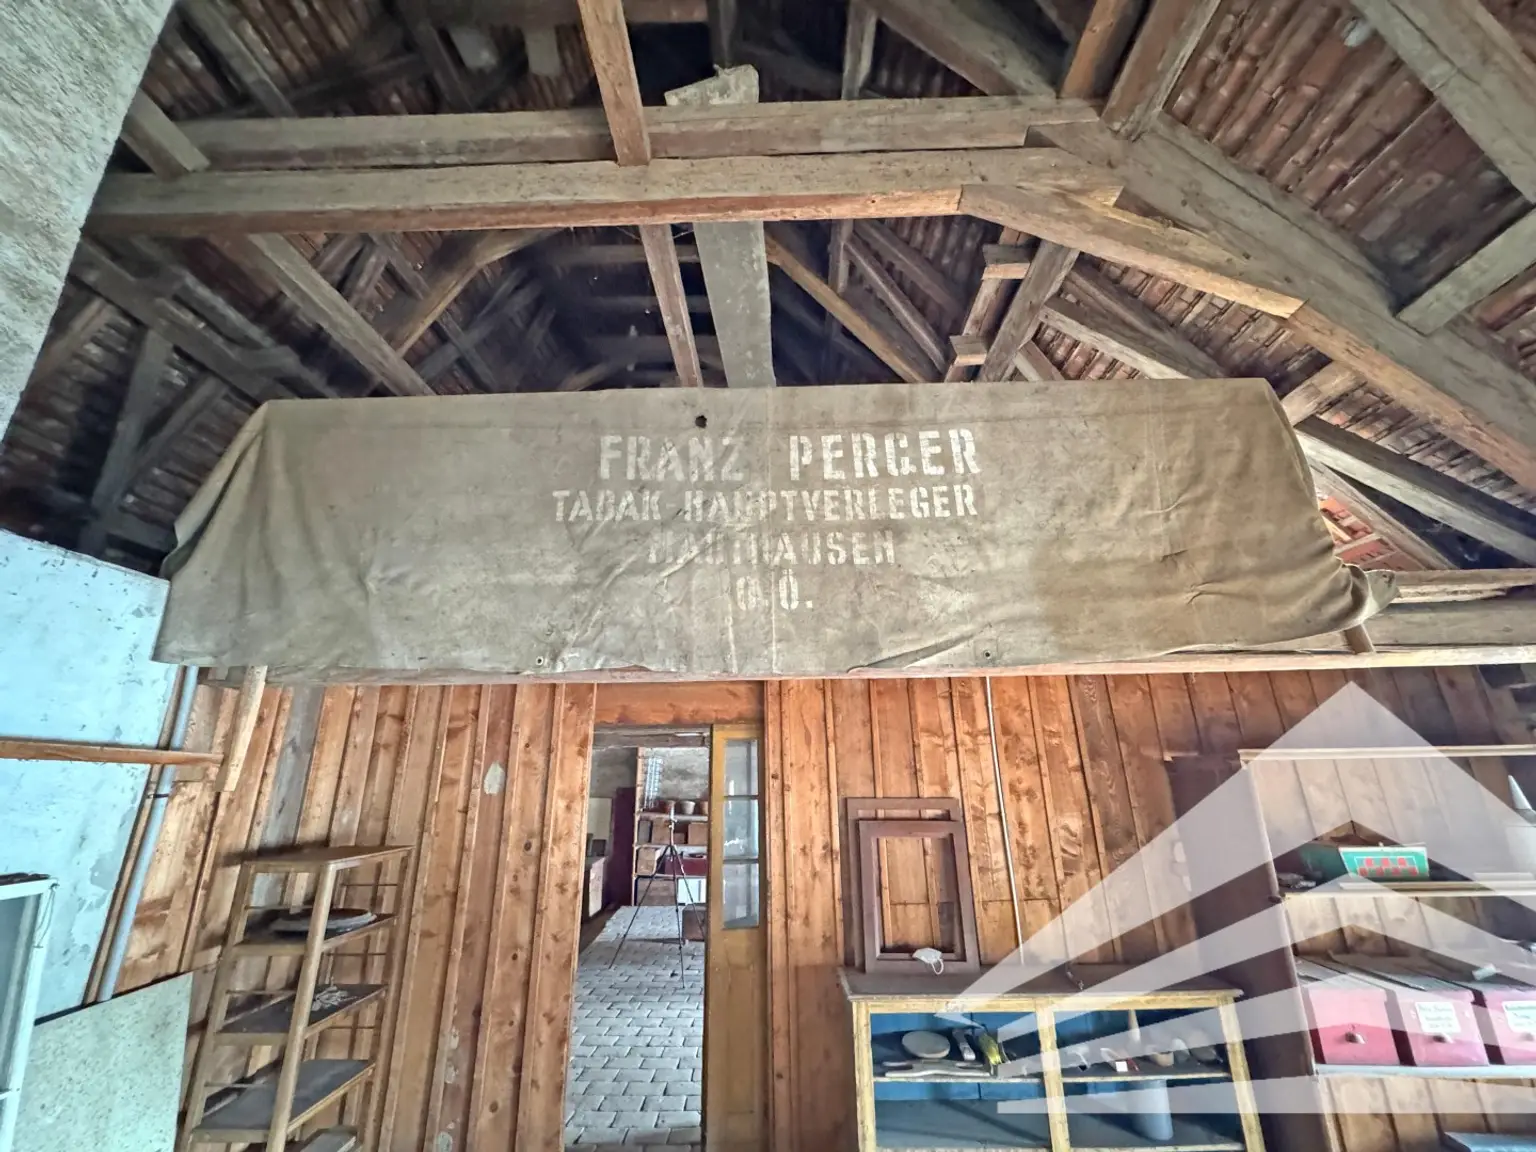 FRANZ PERGER
TABAK-HAUPTVERLEGER
MAUTHAUSEN
O.Ö.